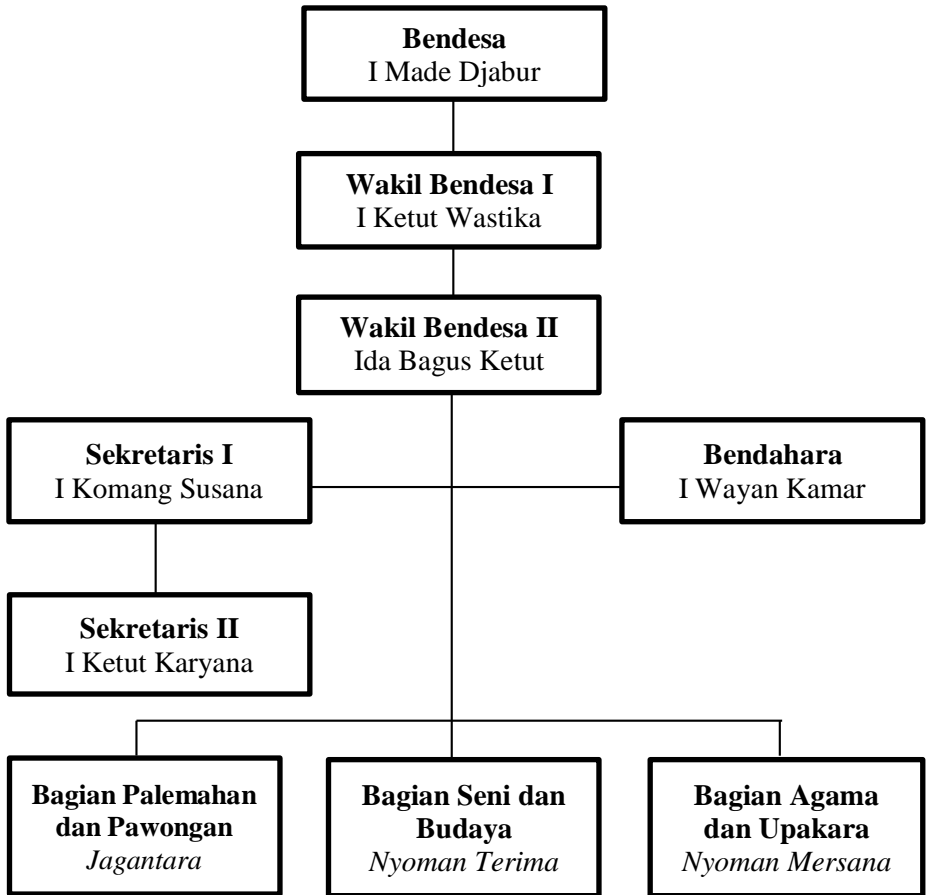 Bendesa
I Made Djabur
Wakil Bendesa I
I Ketut Wastika
Wakil Bendesa II
Ida Bagus Ketut
Sekretaris I
I Komang Susana
Bendahara
I Wayan Kamar
Sekretaris II
I Ketut Karyana
Bagian Palemahan
dan Pawongan
Jagantara
Bagian Seni dan
Budaya
Nyoman Terima
Bagian Agama
dan Upakara
Nyoman Mersana